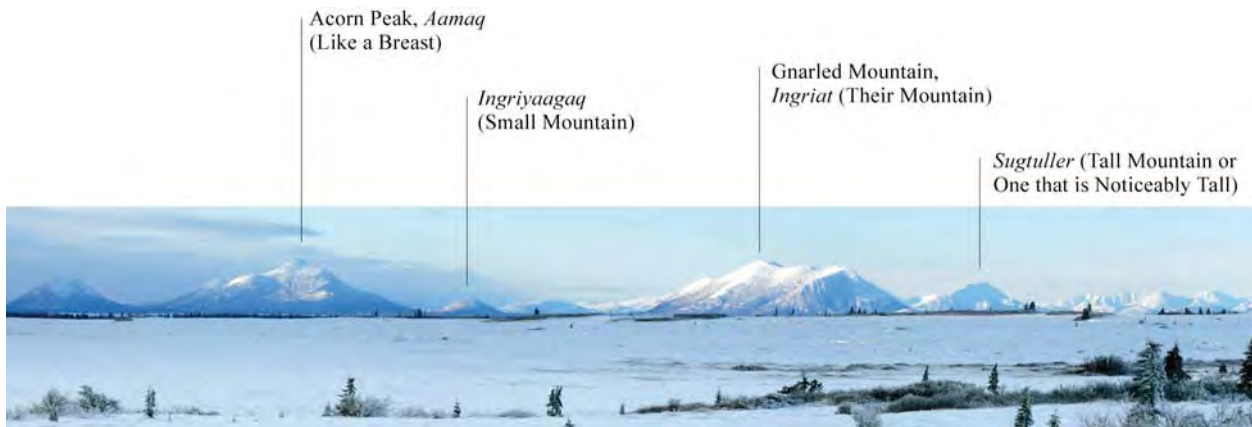 Acorn Peak, Aamaq
(Like a Breast)
Ingriyaagaq
(Small Mountain)
Gnarled Mountain,
Ingriat (Their Mountain)
Sugtuller (Tall Mountain or
One that is Noticeably Tall)